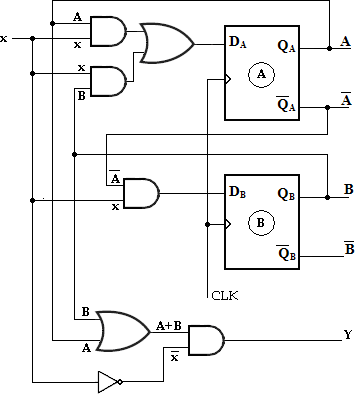 A
x
x
x
B
D_A
Q_A
A
A
Q̅_A
A̅
A̅
x
D_B
Q_B
B
B
Q̅_B
B̅
CLK
B
A
A+B
x̅
Y